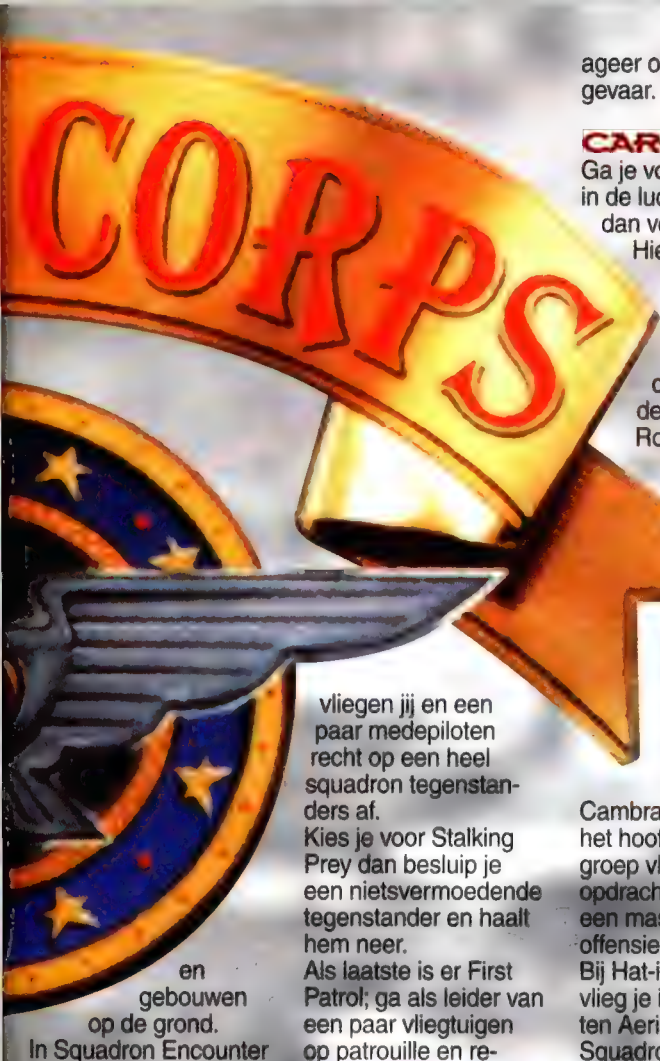 CORPS
en
gebouwen
op de grond.
In Squadron Encounter
vliegen jij en een
paar medepiloten
recht op een heel
squadron tegenstan-
ders af.
Kies je voor Stalking
Prey dan besluip je
een nietsvermoedende
tegenstander en haalt
hem neer.
Als laatste is er First
Patrol; ga als leider van
een paar vliegtuigen
op patrouille en re-
ageer o
gevaar.
CAR
Ga je vo
in de luc
dan ve
Hie
de
Ro
Cambra
het hoof
groep vl
opdrach
een mas
offensie
Bij Hat-i
vlieg je i
ten Aeri
Squadro